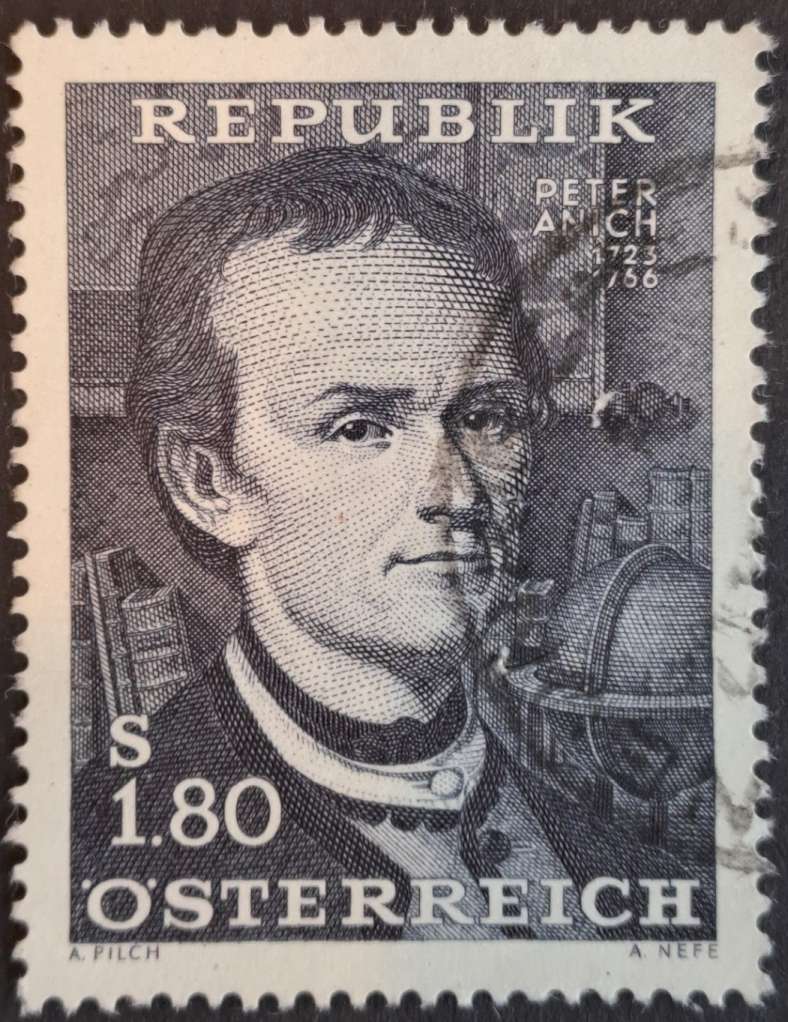 REPUBLIK
PETER
ANICH
1723
1766
S
1.80
ÖSTERREICH
A. PILCH
A. NEFE